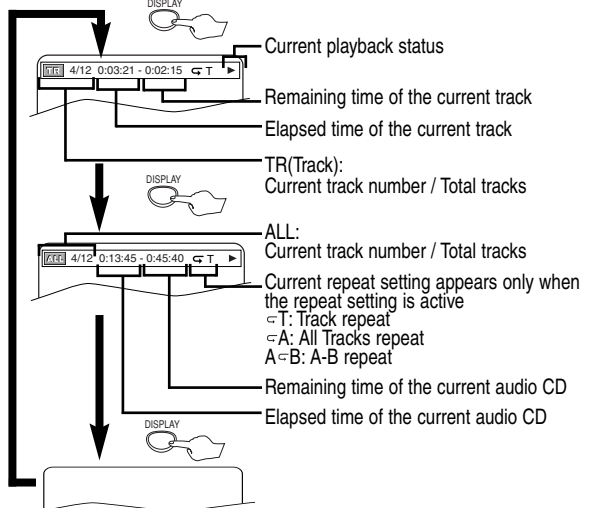 DISPLAY
Current playback status
TR 4/12 0:03:21 - 0:02:15 T ►
Remaining time of the current track
Elapsed time of the current track
TR(Track):
Current track number / Total tracks
DISPLAY
ALL:
Current track number / Total tracks
ALL 4/12 0:13:45 - 0:45:40 T ►
Current repeat setting appears only when
the repeat setting is active
T: Track repeat
A: All Tracks repeat
A B: A-B repeat
Remaining time of the current audio CD
Elapsed time of the current audio CD
DISPLAY